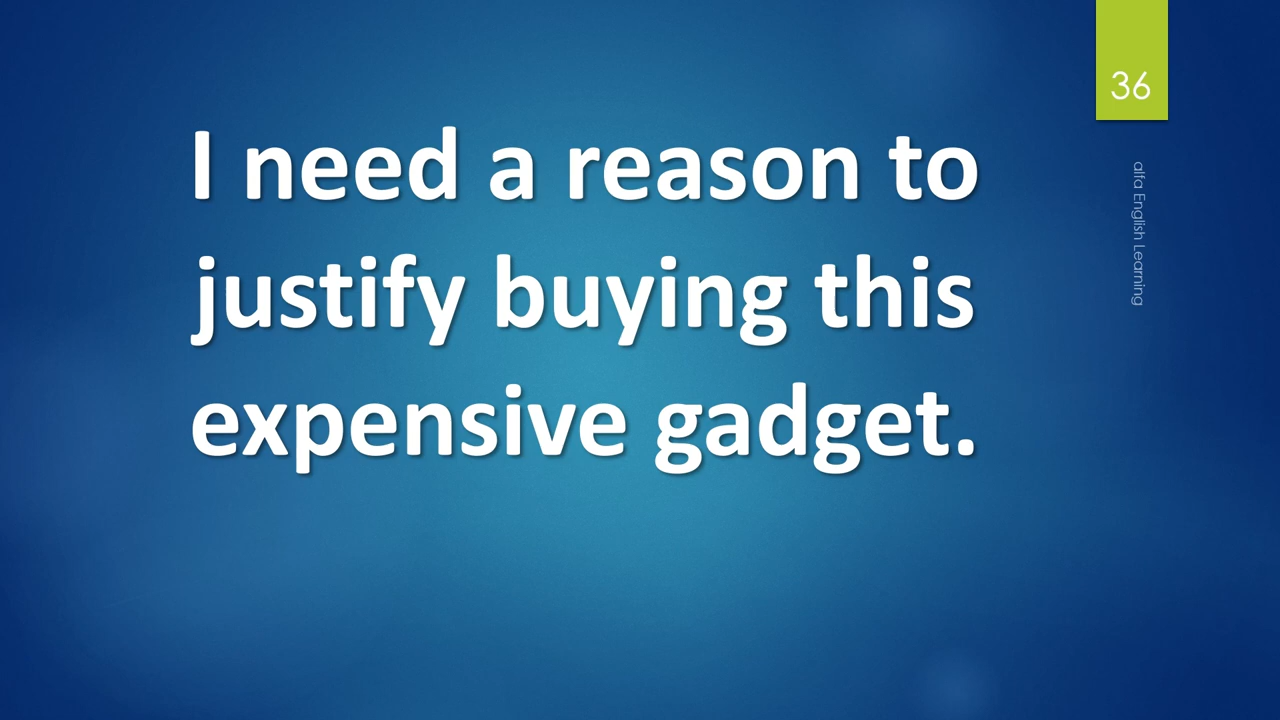 I need a reason to
justify buying this
expensive gadget.
36
alfa English Learning